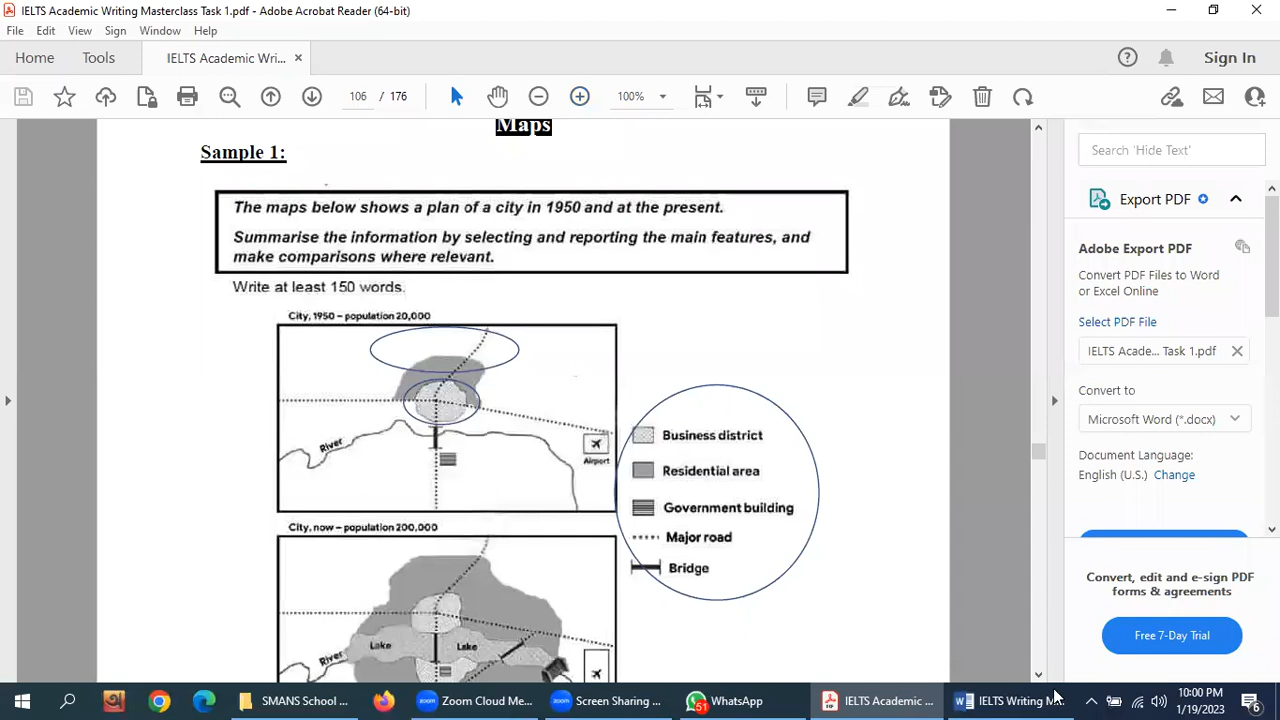 IELTS Academic Writing Masterclass Task 1.pdf - Adobe Acrobat Reader (64-bit)
File Edit View Sign Window Help
Home Tools IELTS Academic Wri... Sign In
106 / 176 100%
Maps
Sample 1:
The maps below shows a plan of a city in 1950 and at the present.
Summarise the information by selecting and reporting the main features, and
make comparisons where relevant.
Write at least 150 words.
City, 1950 – population 20,000
River
Airport
Business district
Residential area
Government building
Major road
Bridge
City, now – population 200,000
Lake Lake
River
Search 'Hide Text'
Export PDF
Adobe Export PDF
Convert PDF Files to Word
or Excel Online
Select PDF File
IELTS Acade... Task 1.pdf
Convert to
Microsoft Word (*.docx)
Document Language:
English (U.S.) Change
Convert, edit and e-sign PDF
forms & agreements
Free 7-Day Trial
SMANS School ... Zoom Cloud Me... Screen Sharing ... WhatsApp IELTS Academic ... IELTS Writing M
51
10:00 PM
1/19/2023
6